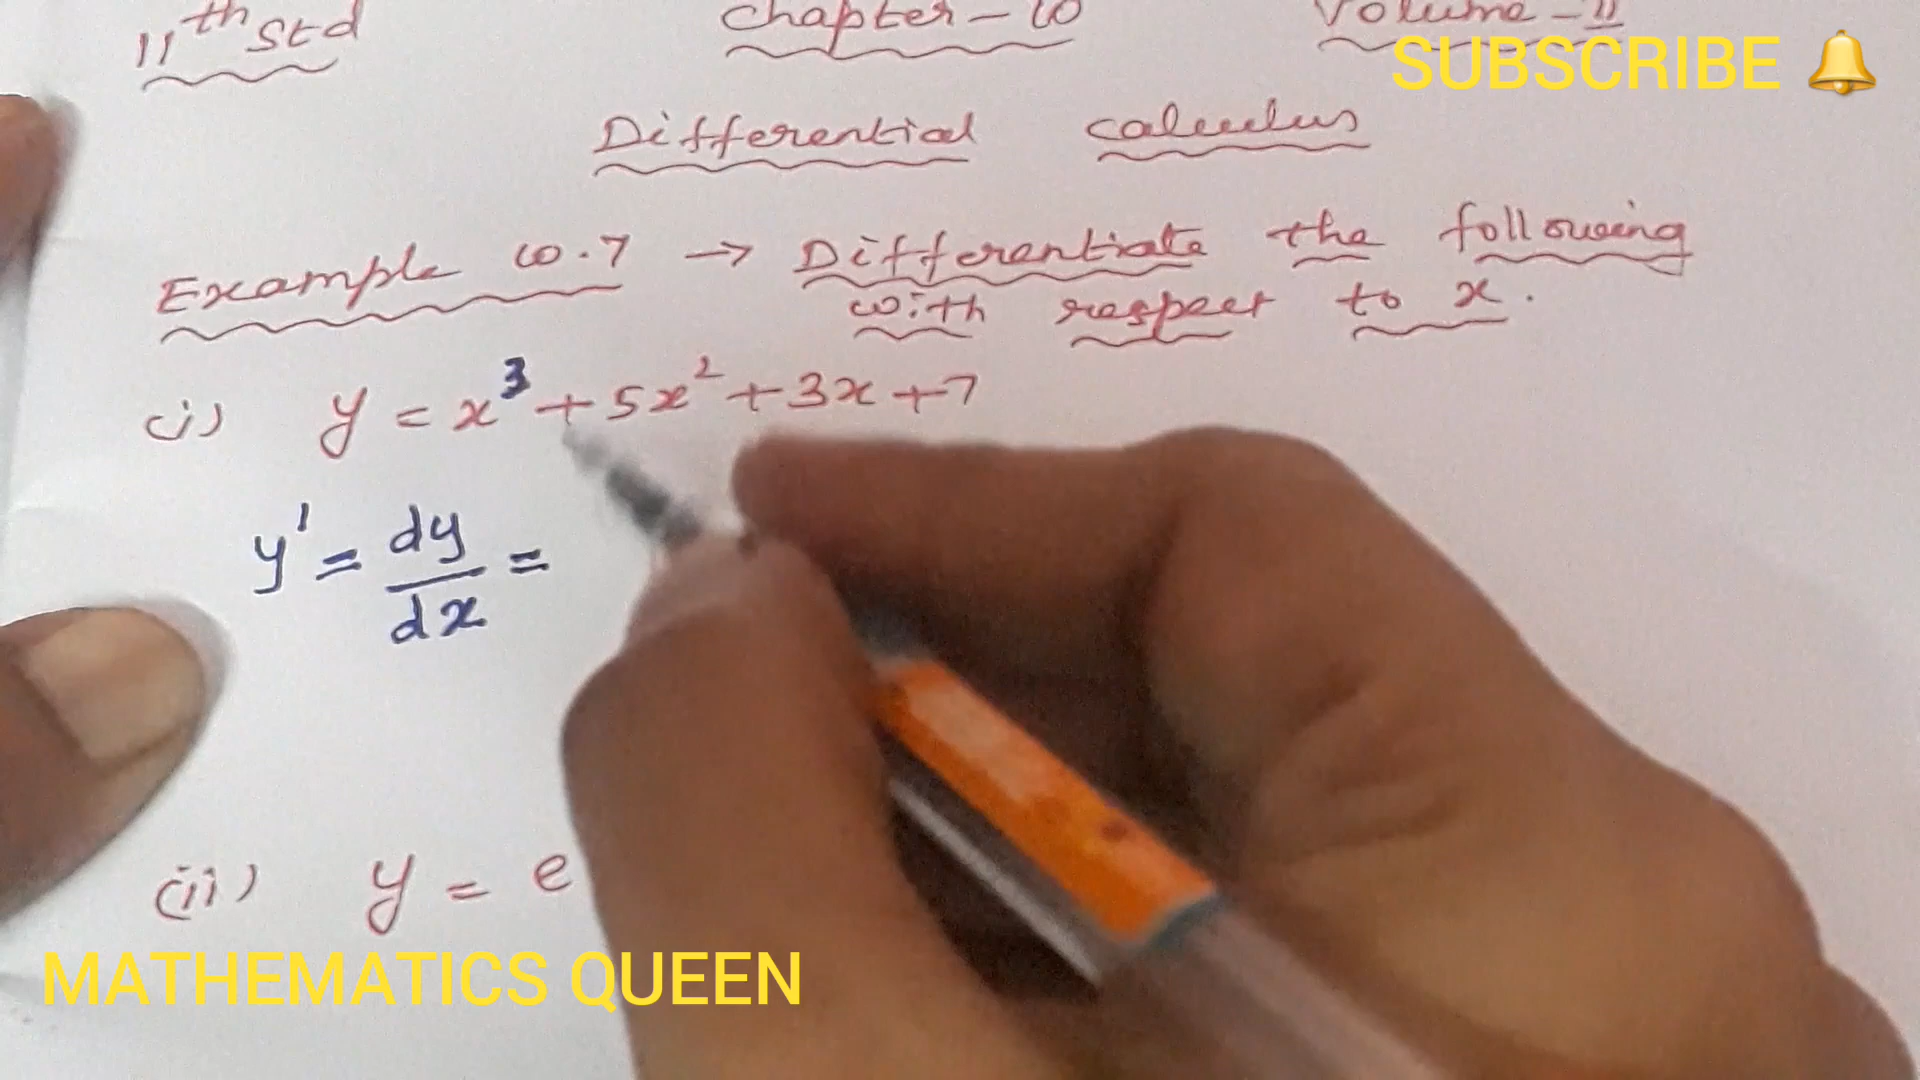 11th Std Chapter - 10 Volume - II
SUBSCRIBE 🔔
Differential calculus
Example 10.7 → Differentiate the following
with respect to x.
(i) y = x³ + 5x² + 3x + 7
y' = dy/dx =
(ii) y = e
MATHEMATICS QUEEN